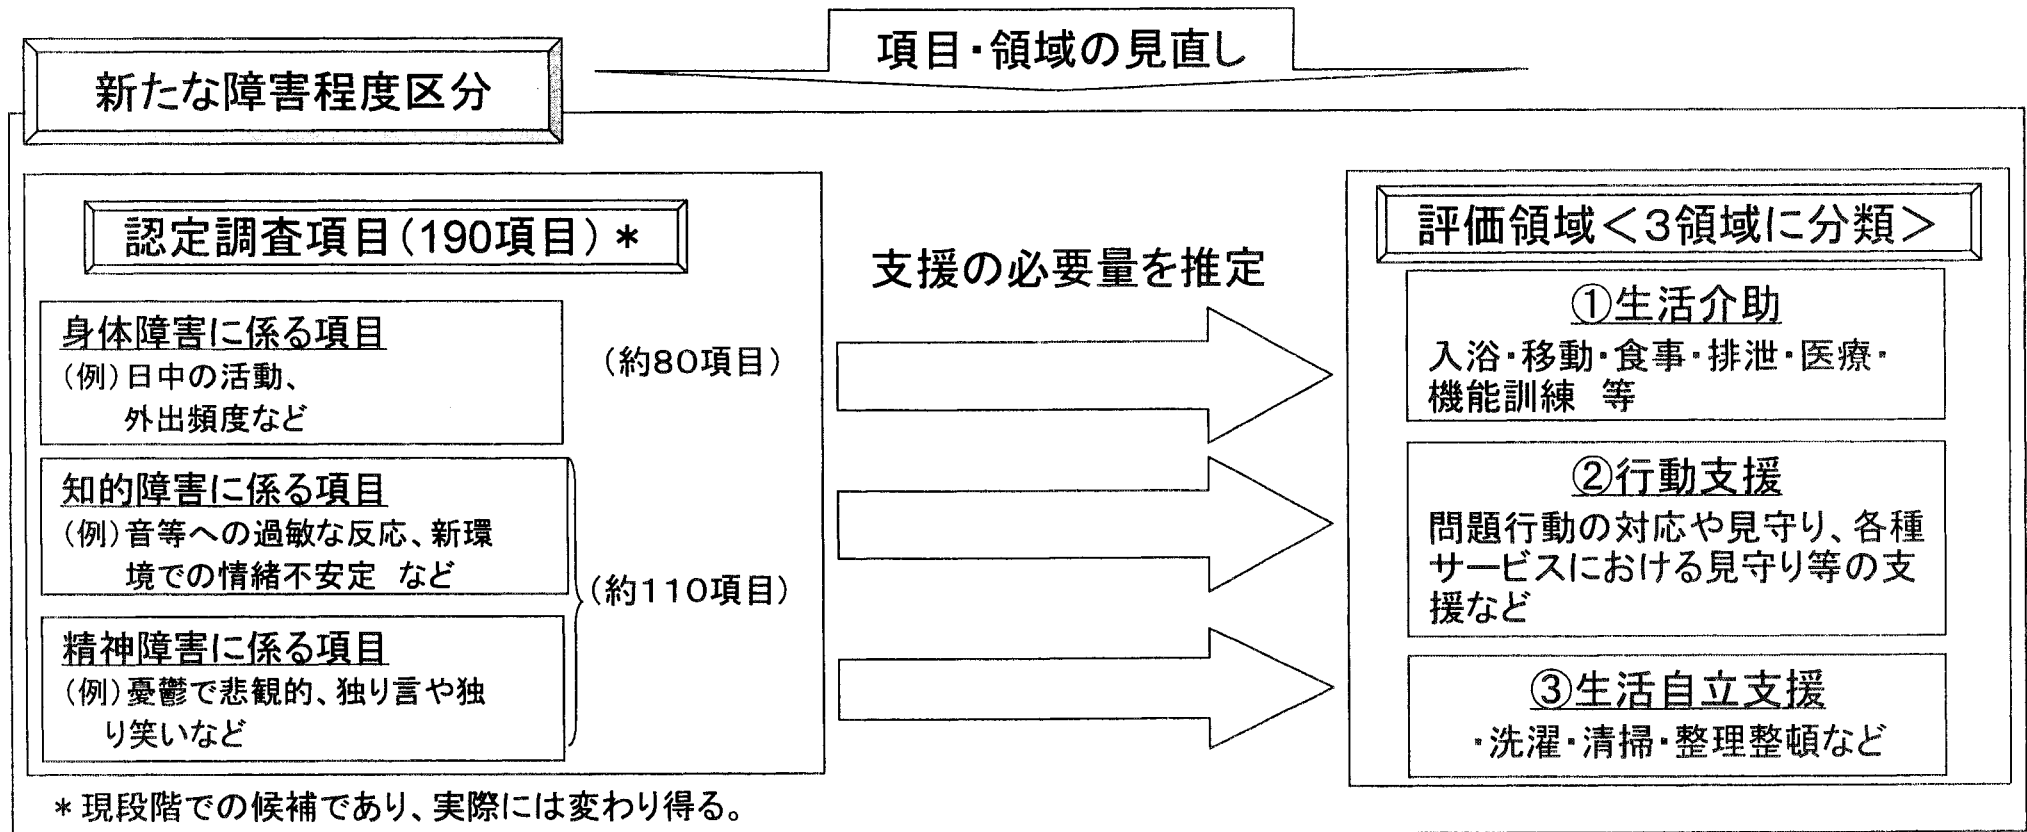 項目・領域の見直し
新たな障害程度区分
認定調査項目(190項目)*
身体障害に係る項目
(例)日中の活動、
外出頻度など
(約80項目)
知的障害に係る項目
(例)音等への過敏な反応、新環
境での情緒不安定 など
(約110項目)
精神障害に係る項目
(例)憂鬱で悲観的、独り言や独
り笑いなど
支援の必要量を推定
評価領域<3領域に分類>
①生活介助
入浴・移動・食事・排泄・医療・
機能訓練 等
②行動支援
問題行動の対応や見守り、各種
サービスにおける見守り等の支
援など
③生活自立支援
・洗濯・清掃・整理整頓など
*現段階での候補であり、実際には変わり得る。